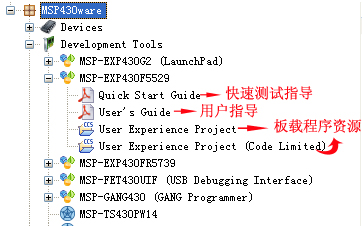 MSP430ware
Devices
Development Tools
MSP-EXP430G2 (LaunchPad)
MSP-EXP430F5529
Quick Start Guide 快速测试指导
User's Guide 用户指导
User Experience Project 板载程序资源
User Experience Project (Code Limited)
MSP-EXP430FR5739
MSP-FET430UIF (USB Debugging Interface)
MSP-GANG430 (GANG Programmer)
MSP-TS430PW14